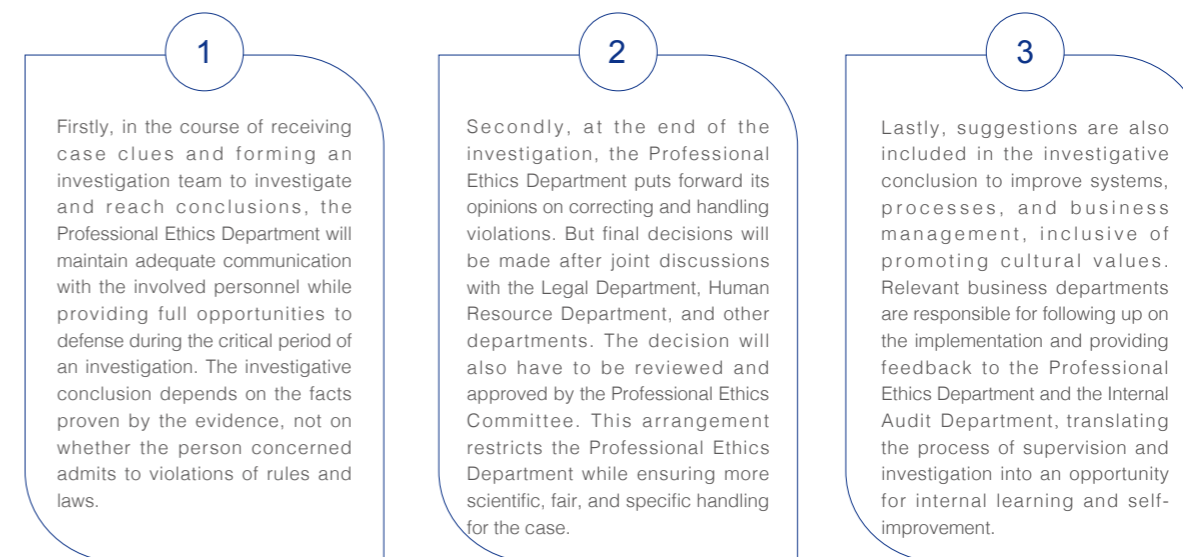 1
Firstly, in the course of receiving
case clues and forming an
investigation team to investigate
and reach conclusions, the
Professional Ethics Department will
maintain adequate communication
with the involved personnel while
providing full opportunities to
defense during the critical period of
an investigation. The investigative
conclusion depends on the facts
proven by the evidence, not on
whether the person concerned
admits to violations of rules and
laws.
2
Secondly, at the end of the
investigation, the Professional
Ethics Department puts forward its
opinions on correcting and handling
violations. But final decisions will
be made after joint discussions
with the Legal Department, Human
Resource Department, and other
departments. The decision will
also have to be reviewed and
approved by the Professional Ethics
Committee. This arrangement
restricts the Professional Ethics
Department while ensuring more
scientific, fair, and specific handling
for the case.
3
Lastly, suggestions are also
included in the investigative
conclusion to improve systems,
processes, and business
management, inclusive of
promoting cultural values.
Relevant business departments
are responsible for following up on
the implementation and providing
feedback to the Professional
Ethics Department and the Internal
Audit Department, translating
the process of supervision and
investigation into an opportunity
for internal learning and self-
improvement.